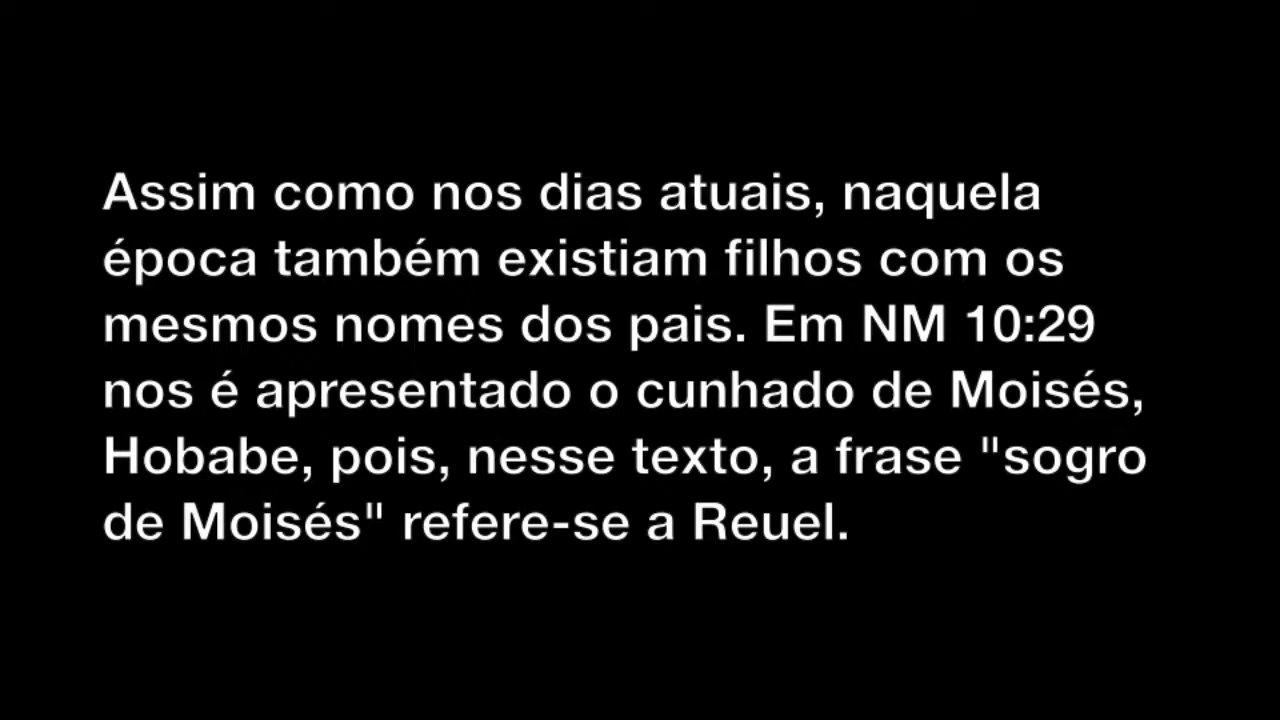 Assim como nos dias atuais, naquela
época também existiam filhos com os
mesmos nomes dos pais. Em NM 10:29
nos é apresentado o cunhado de Moisés,
Hobabe, pois, nesse texto, a frase "sogro
de Moisés" refere-se a Reuel.